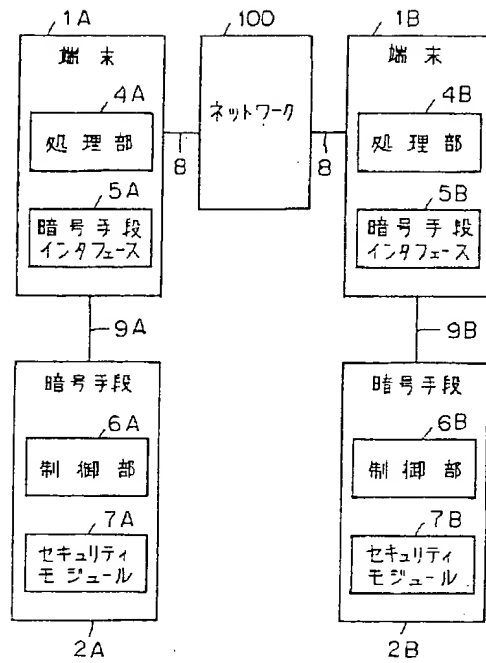 1A
100
1B
端末
ネットワーク
端末
4A
処理部
4B
処理部
8
8
5A
暗号手段
インタフェース
5B
暗号手段
インタフェース
9A
9B
暗号手段
暗号手段
6A
制御部
6B
制御部
7A
セキュリティ
モジュール
7B
セキュリティ
モジュール
2A
2B